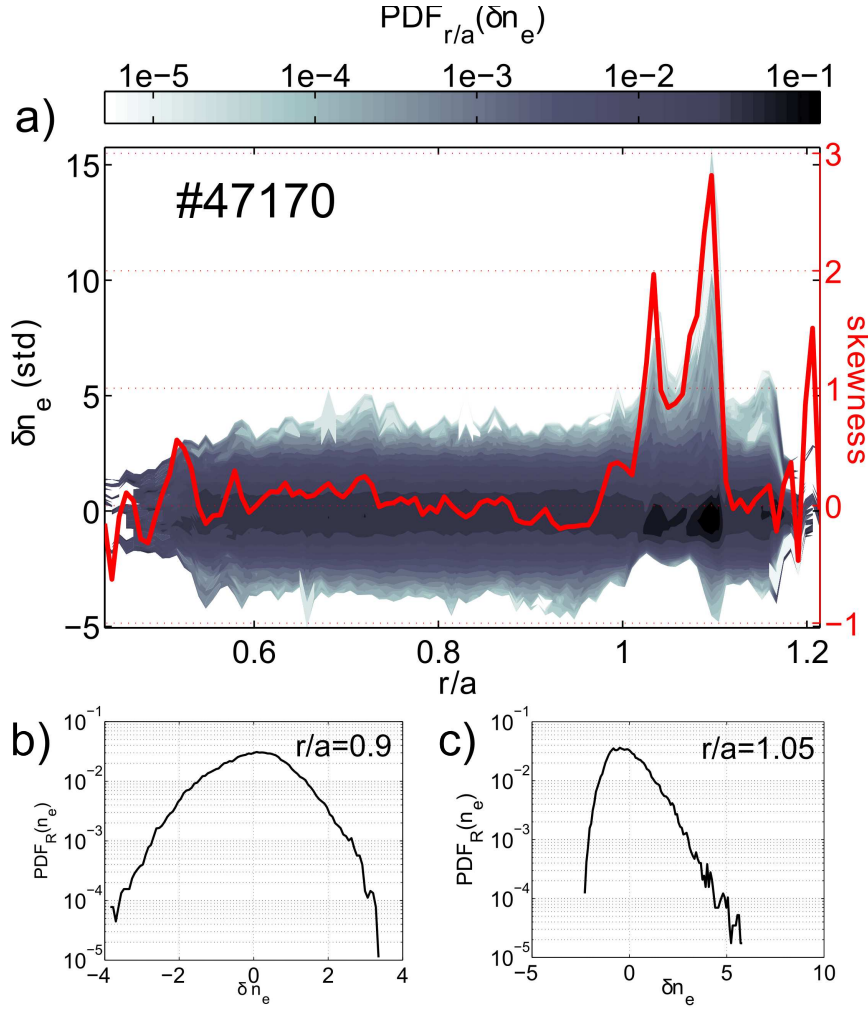 PDF_{r/a}(δn_e)
1e-5 1e-4 1e-3 1e-2 1e-1
a)
#47170
15
10
5
0
−5
δn_e (std)
3
2
1
0
−1
skewness
0.6 0.8 1 1.2
r/a
b)
r/a=0.9
10^{−1}
10^{−2}
10^{−3}
10^{−4}
10^{−5}
PDF_R(n_e)
−4 −2 0 2 4
δn_e
c)
r/a=1.05
10^{−1}
10^{−2}
10^{−3}
10^{−4}
10^{−5}
PDF_R(n_e)
−5 0 5 10
δn_e